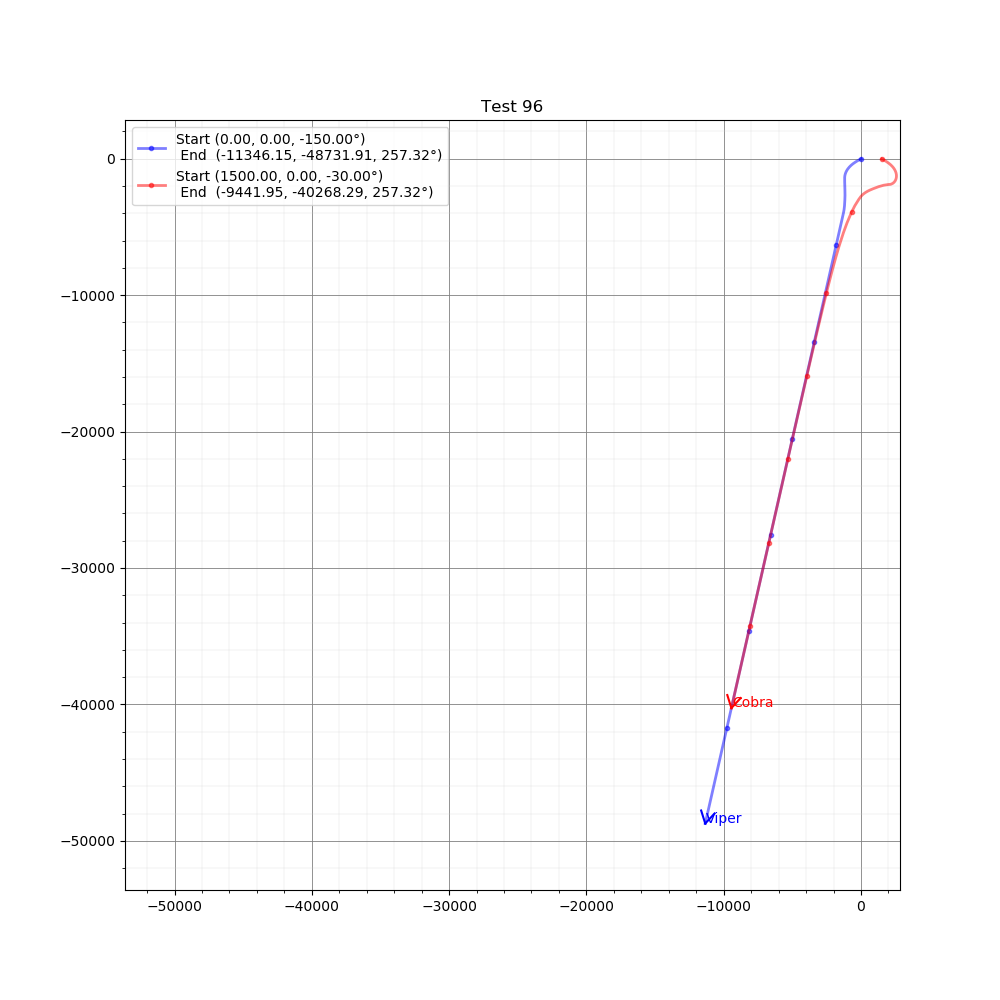 Test 96
Start (0.00, 0.00, -150.00°)
End  (-11346.15, -48731.91, 257.32°)
Start (1500.00, 0.00, -30.00°)
End  (-9441.95, -40268.29, 257.32°)
0
−10000
−20000
−30000
−40000
−50000
Cobra
Viper
−50000
−40000
−30000
−20000
−10000
0